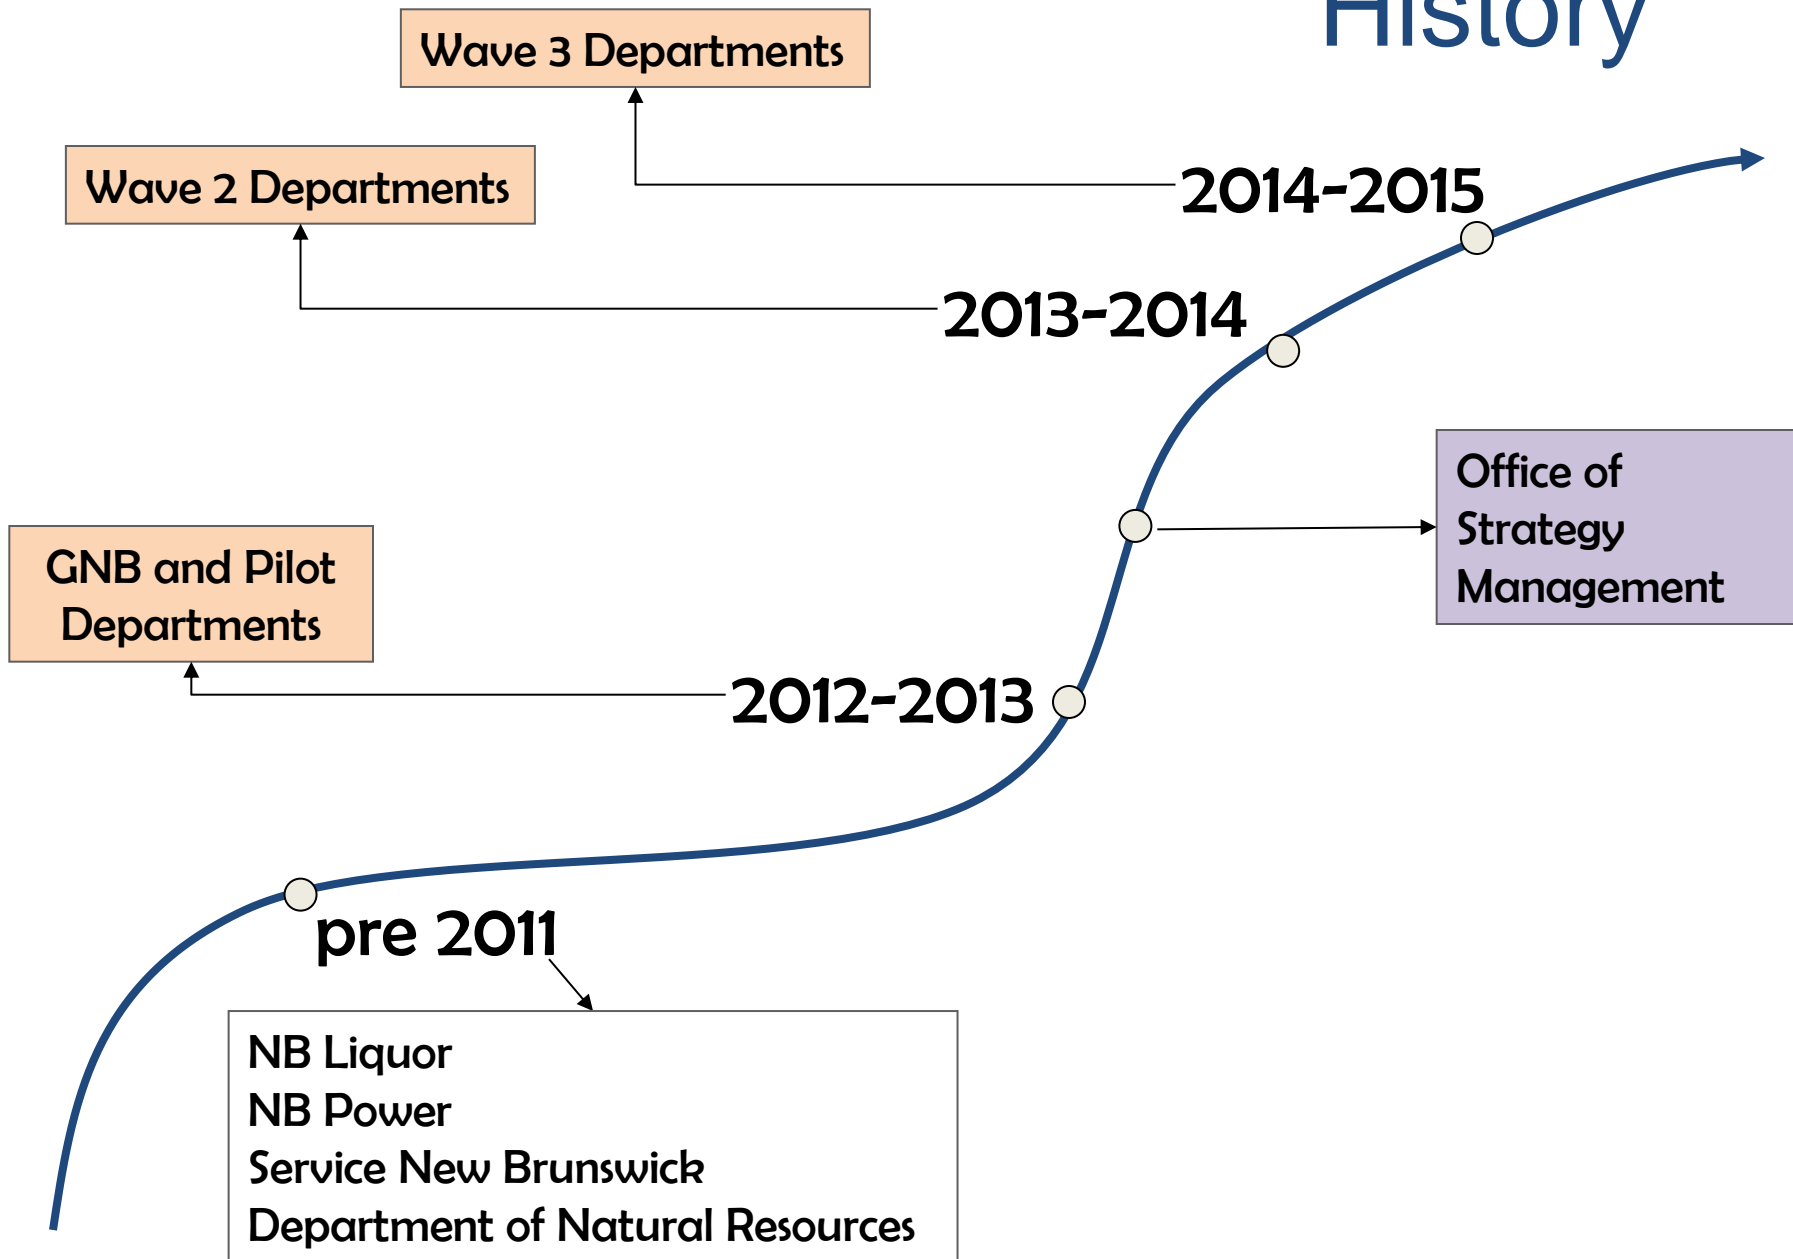 History
Wave 3 Departments
Wave 2 Departments
2014-2015
2013-2014
Office of
Strategy
Management
GNB and Pilot
Departments
2012-2013
pre 2011
NB Liquor
NB Power
Service New Brunswick
Department of Natural Resources